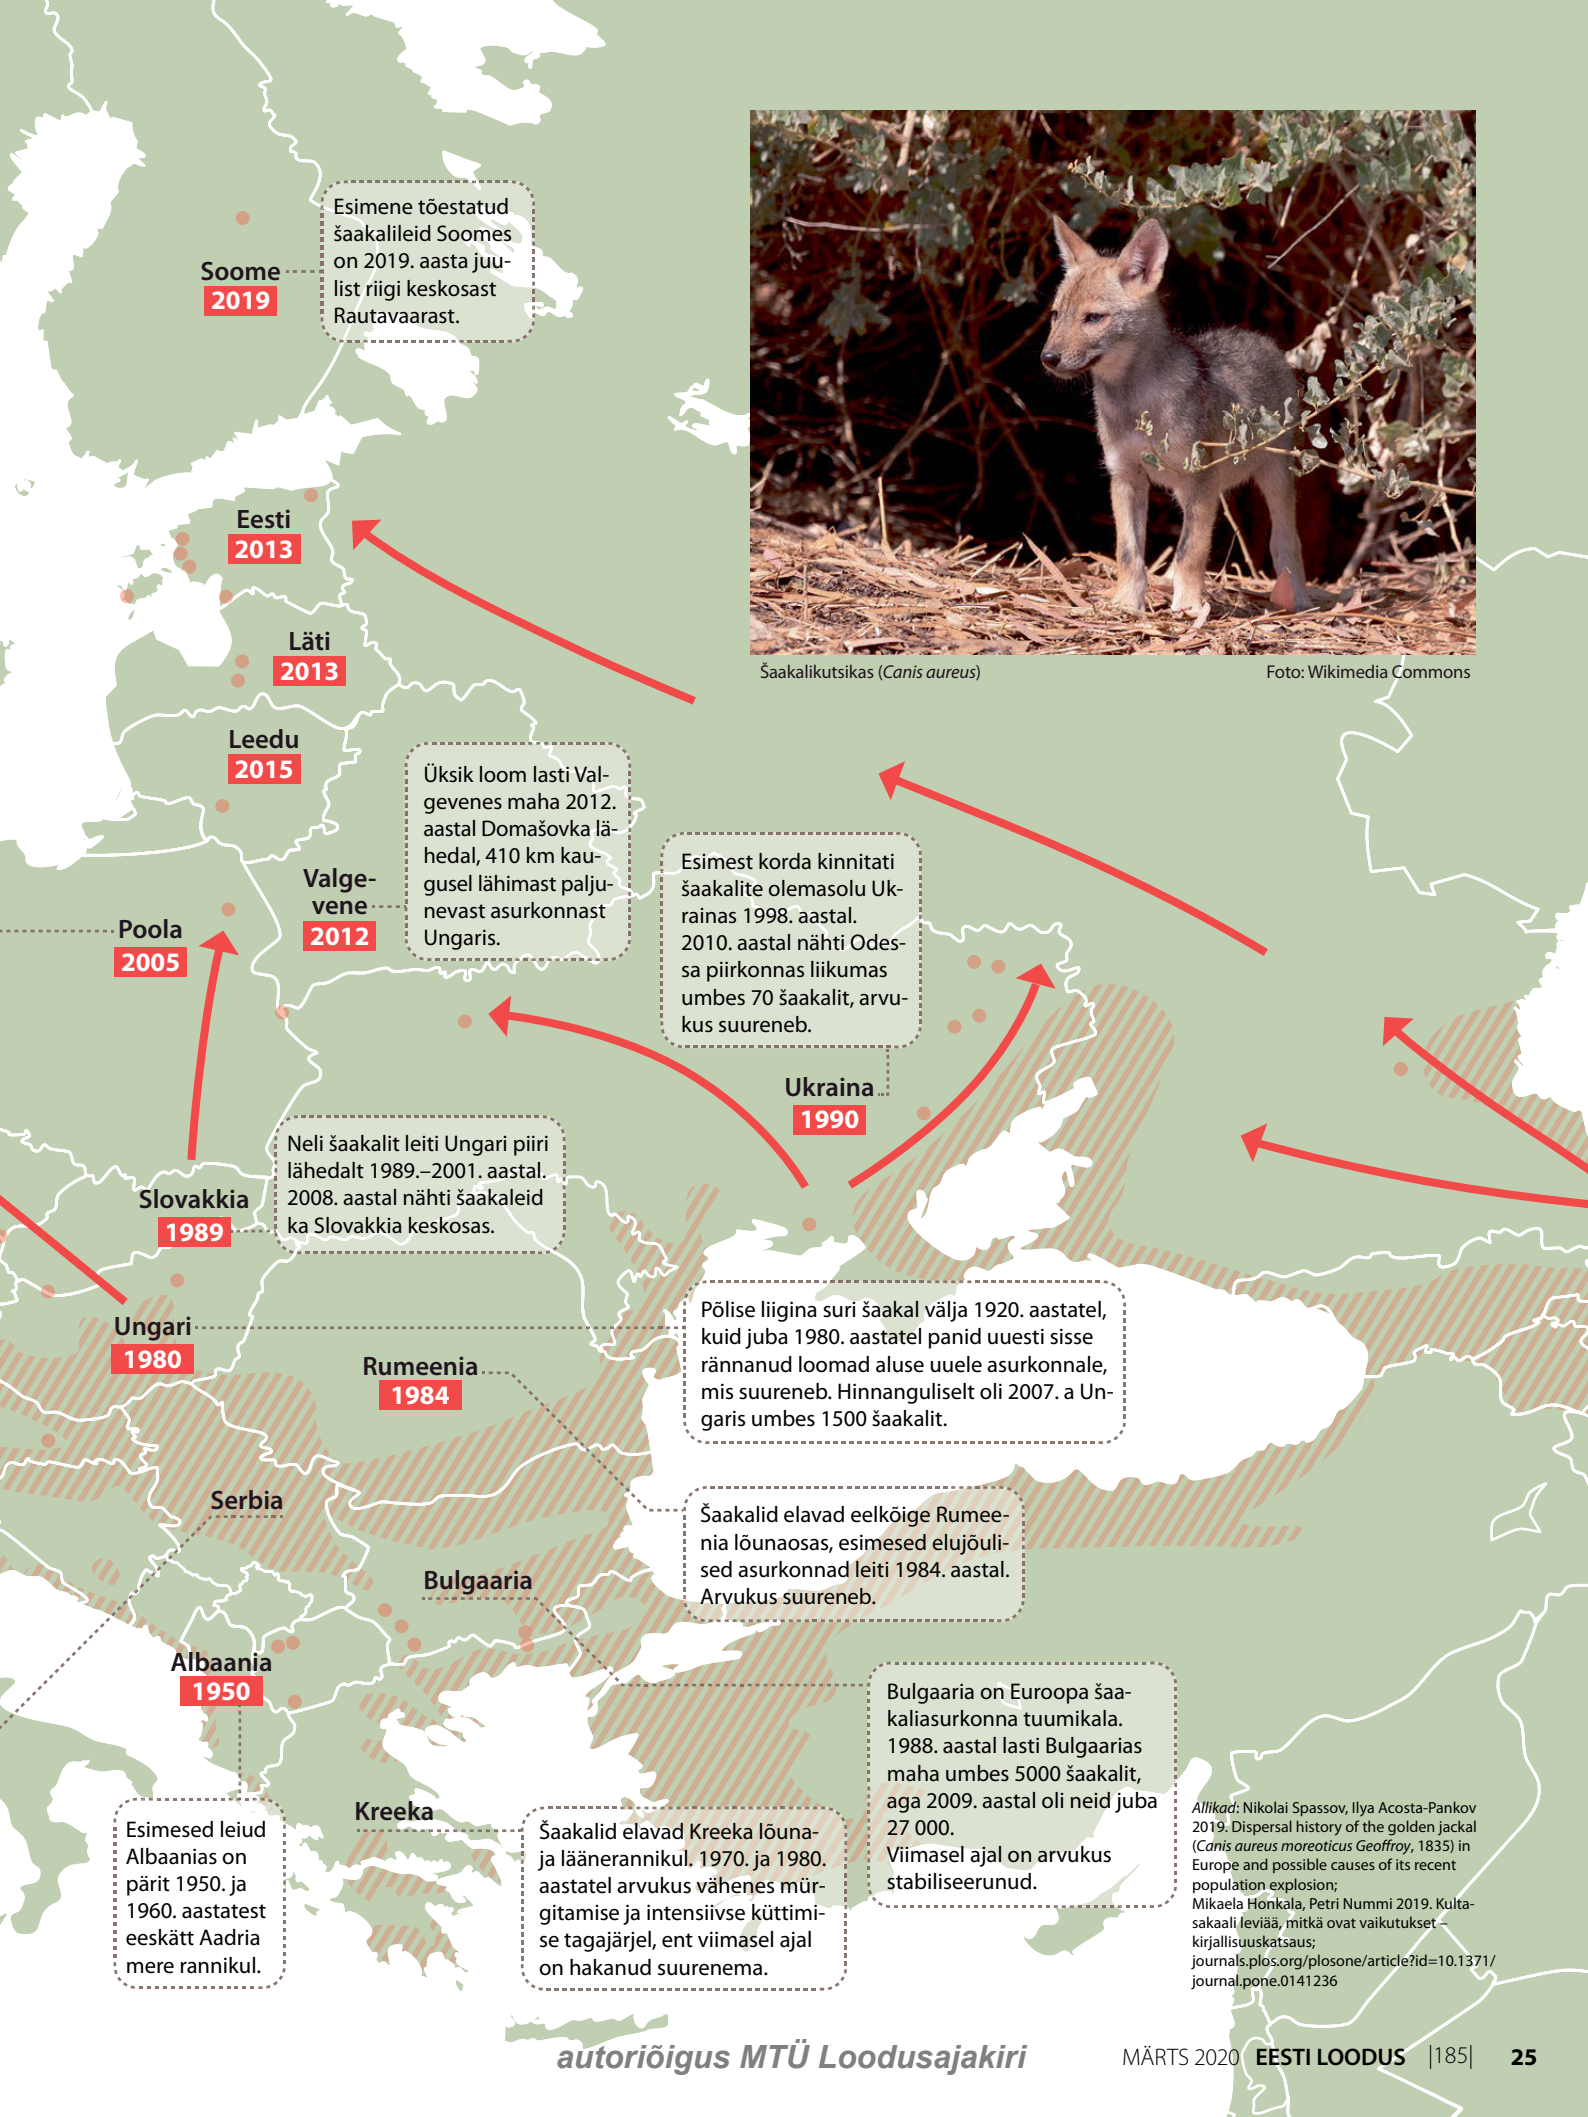 Esimene tõestatud
šaakalileid Soomes
on 2019. aasta juu-
list riigi keskosast
Rautavaarast.
Soome
2019
Šaakalikutsikas (Canis aureus)
Foto: Wikimedia Commons
Eesti
2013
Läti
2013
Leedu
2015
Üksik loom lasti Val-
gevenes maha 2012.
aastal Domašovka lä-
hedal, 410 km kau-
gusel lähimast palju-
nevast asurkonnast
Ungaris.
Valge-
vene
2012
Poola
2005
Esimest korda kinnitati
šaakalite olemasolu Uk-
rainas 1998. aastal.
2010. aastal nähti Odes-
sa piirkonnas liikumas
umbes 70 šaakalit, arvu-
kus suureneb.
Ukraina
1990
Neli šaakalit leiti Ungari piiri
lähedalt 1989.–2001. aastal.
2008. aastal nähti šaakaleid
ka Slovakkia keskosas.
Slovakkia
1989
Ungari
1980
Põlise liigina suri šaakal välja 1920. aastatel,
kuid juba 1980. aastatel panid uuesti sisse
rännanud loomad aluse uuele asurkonnale,
mis suureneb. Hinnanguliselt oli 2007. a Un-
garis umbes 1500 šaakalit.
Rumeenia
1984
Šaakalid elavad eelkõige Rumee-
nia lõunaosas, esimesed elujõuli-
sed asurkonnad leiti 1984. aastal.
Arvukus suureneb.
Serbia
Bulgaaria
Bulgaaria on Euroopa šaa-
kaliasurkonna tuumikala.
1988. aastal lasti Bulgaarias
maha umbes 5000 šaakalit,
aga 2009. aastal oli neid juba
27 000.
Viimasel ajal on arvukus
stabiliseerunud.
Albaania
1950
Esimesed leiud
Albaanias on
pärit 1950. ja
1960. aastatest
eeskätt Aadria
mere rannikul.
Kreeka
Šaakalid elavad Kreeka lõuna-
ja läänerannikul. 1970. ja 1980.
aastatel arvukus vähenes mür-
gitamise ja intensiivse küttimi-
se tagajärjel, ent viimasel ajal
on hakanud suurenema.
Allikad: Nikolai Spassov, Ilya Acosta-Pankov
2019. Dispersal history of the golden jackal
(Canis aureus moreoticus Geoffroy, 1835) in
Europe and possible causes of its recent
population explosion;
Mikaela Honkala, Petri Nummi 2019. Kulta-
sakaali leviää, mitkä ovat vaikutukset –
kirjallisuuskatsaus;
journals.plos.org/plosone/article?id=10.1371/
journal.pone.0141236
autoriõigus MTÜ Loodusajakiri
MÄRTS 2020 EESTI LOODUS |185| 25